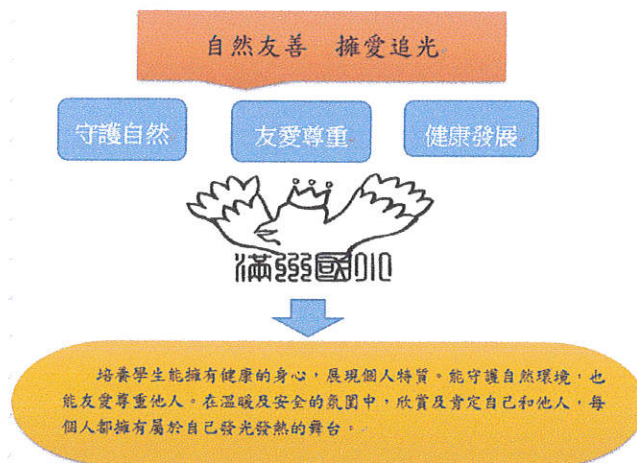 自然友善 擁愛追光
守護自然 友愛尊重 健康發展
滿州國小
培養學生能擁有健康的身心,展現個人特質。能守護自然環境,也
能友愛尊重他人。在溫暖及安全的氛圍中,欣賞及肯定自己和他人,每
個人都擁有屬於自己發光發熱的舞台。